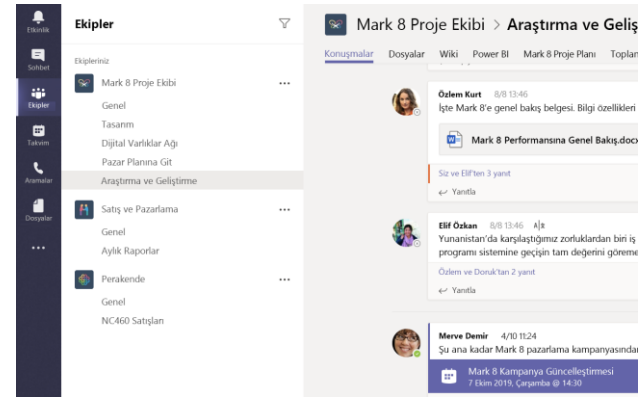 Etkinlik
Sohbet
Ekipler
Takvim
Aramalar
Dosyalar
Ekipler
Ekipleriniz
Mark 8 Proje Ekibi
Genel
Tasarım
Dijital Varlıklar Ağı
Pazar Planına Git
Araştırma ve Geliştirme
Satış ve Pazarlama
Genel
Aylık Raporlar
Perakende
Genel
NC460 Satışları
Mark 8 Proje Ekibi > Araştırma ve Geliş
Konuşmalar Dosyalar Wiki Power BI Mark 8 Proje Planı Toplan
Özlem Kurt 8/8 13:46
İşte Mark 8'e genel bakış belgesi. Bilgi özellikleri
Mark 8 Performansına Genel Bakış.docx
Siz ve Elif'ten 3 yanıt
Yanıtla
Elif Özkan 8/8 13:46
Yunanistan'da karşılaştığımız zorluklardan biri iş
programı sistemine geçişin tam değerini göreme
Özlem ve Doruk'tan 2 yanıt
Yanıtla
Merve Demir 4/10 11:24
Şu ana kadar Mark 8 pazarlama kampanyasından
Mark 8 Kampanya Güncelleştirmesi
7 Ekim 2019, Çarşamba @ 14:30